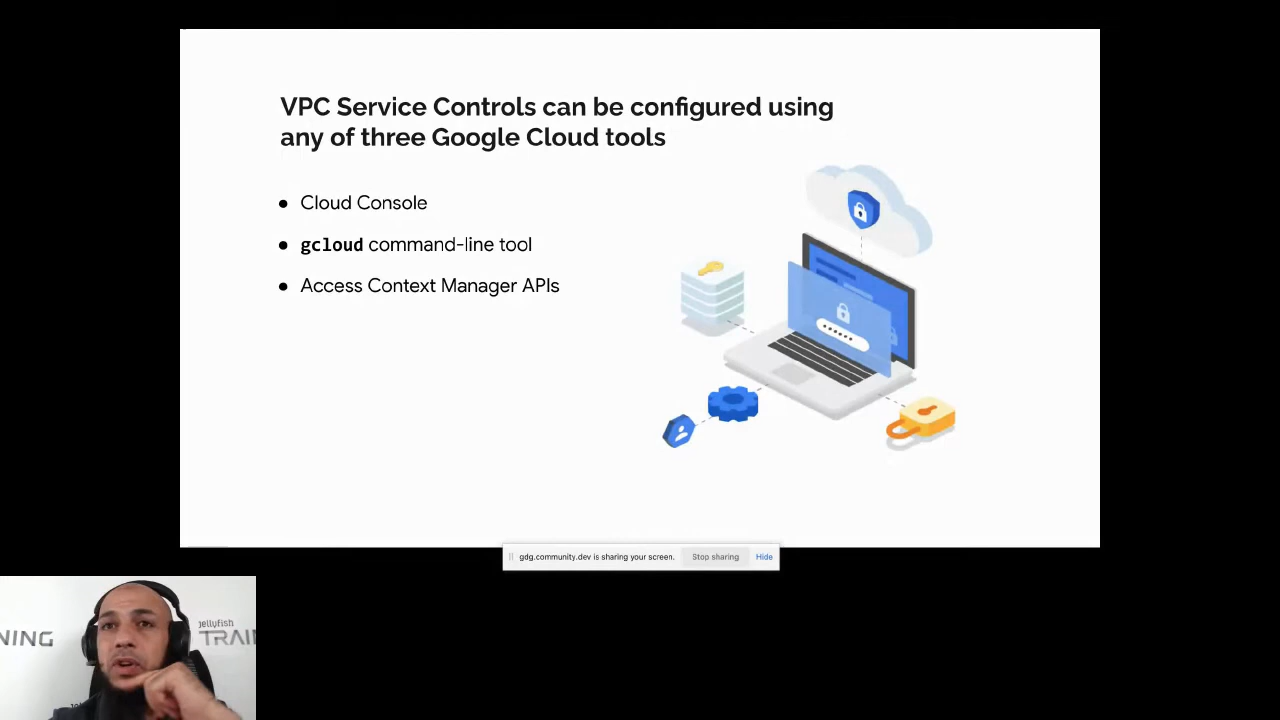 VPC Service Controls can be configured using
any of three Google Cloud tools
● Cloud Console
● gcloud command-line tool
● Access Context Manager APIs
gdg.community.dev is sharing your screen. Stop sharing Hide
NING
jellyfish
TRAI